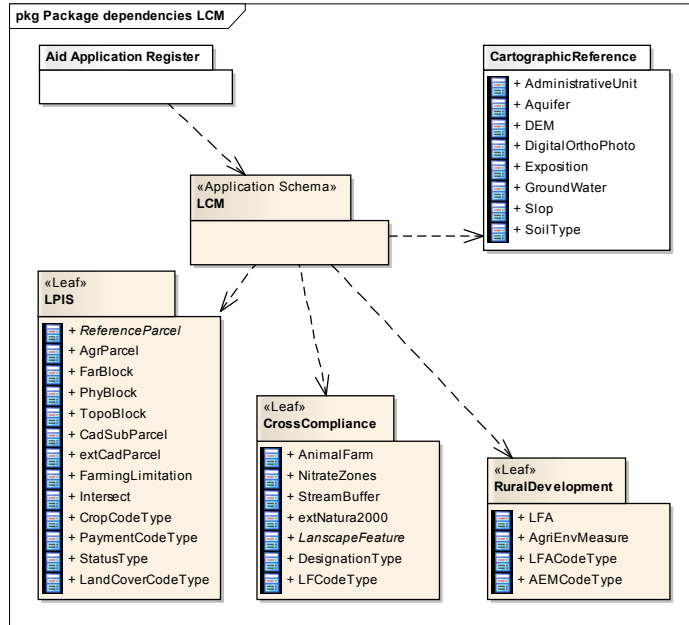 pkg Package dependencies LCM
Aid Application Register
CartographicReference
+ AdministrativeUnit
+ Aquifer
+ DEM
+ DigitalOrthoPhoto
+ Exposition
+ GroundWater
+ Slop
+ SoilType
«Application Schema»
LCM
«Leaf»
LPIS
+ ReferenceParcel
+ AgrParcel
+ FarBlock
+ PhyBlock
+ TopoBlock
+ CadSubParcel
+ extCadParcel
+ FarmingLimitation
+ Intersect
+ CropCodeType
+ PaymentCodeType
+ StatusType
+ LandCoverCodeType
«Leaf»
CrossCompliance
+ AnimalFarm
+ NitrateZones
+ StreamBuffer
+ extNatura2000
+ LanscapeFeature
+ DesignationType
+ LFCodeType
«Leaf»
RuralDevelopment
+ LFA
+ AgriEnvMeasure
+ LFACodeType
+ AEMCodeType